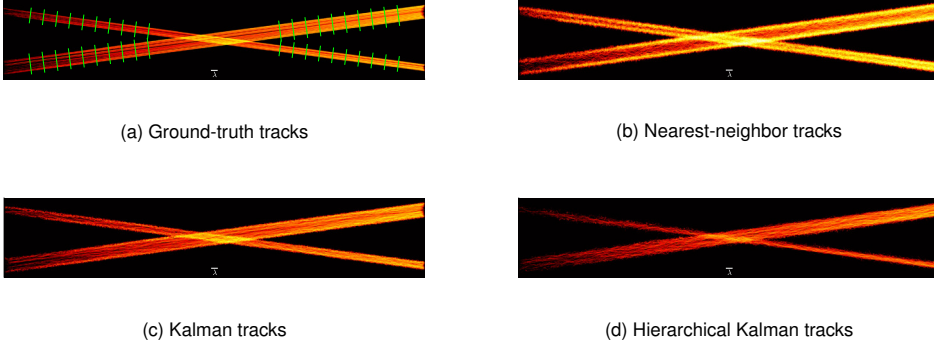 λ
λ
(a) Ground-truth tracks
(b) Nearest-neighbor tracks
λ
λ
(c) Kalman tracks
(d) Hierarchical Kalman tracks